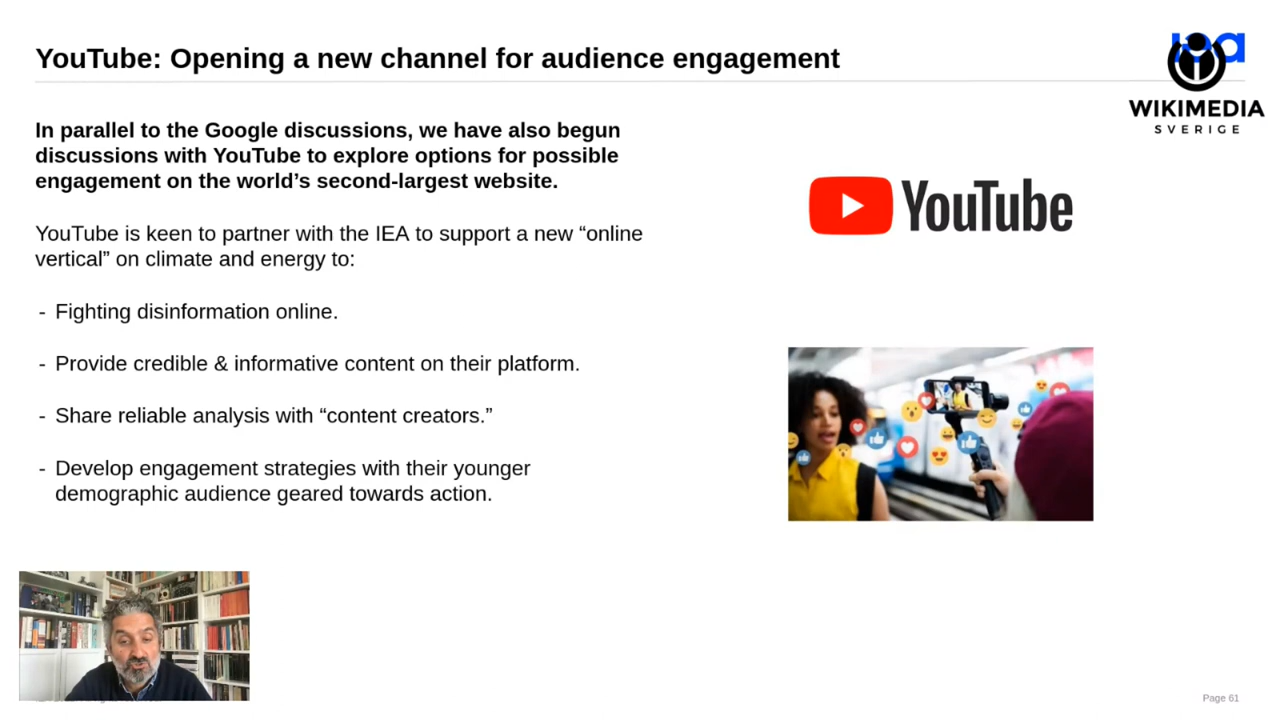 YouTube: Opening a new channel for audience engagement
WIKIMEDIA
SVERIGE
In parallel to the Google discussions, we have also begun
discussions with YouTube to explore options for possible
engagement on the world’s second-largest website.
YouTube
YouTube is keen to partner with the IEA to support a new “online
vertical” on climate and energy to:
- Fighting disinformation online.
- Provide credible & informative content on their platform.
- Share reliable analysis with “content creators.”
- Develop engagement strategies with their younger
demographic audience geared towards action.
Page 61